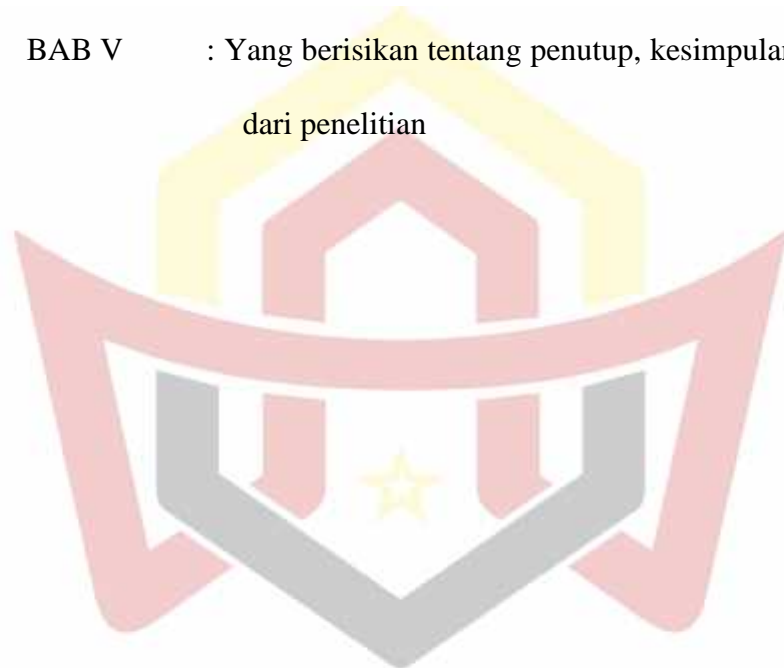 BAB V : Yang berisikan tentang penutup, kesimpulan
dari penelitian